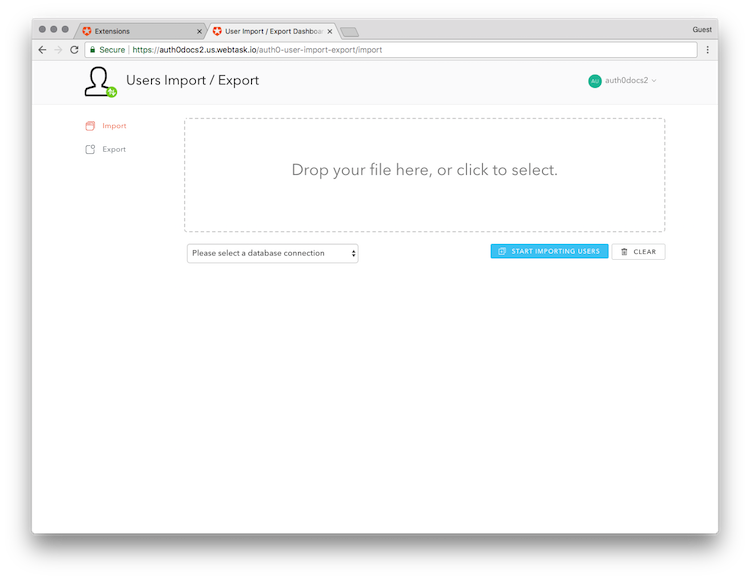 Extensions
User Import / Export Dashboa
Guest
Secure
https://auth0docs2.us.webtask.io/auth0-user-import-export/import
Users Import / Export
AU
auth0docs2
Import
Export
Drop your file here, or click to select.
Please select a database connection
START IMPORTING USERS
CLEAR